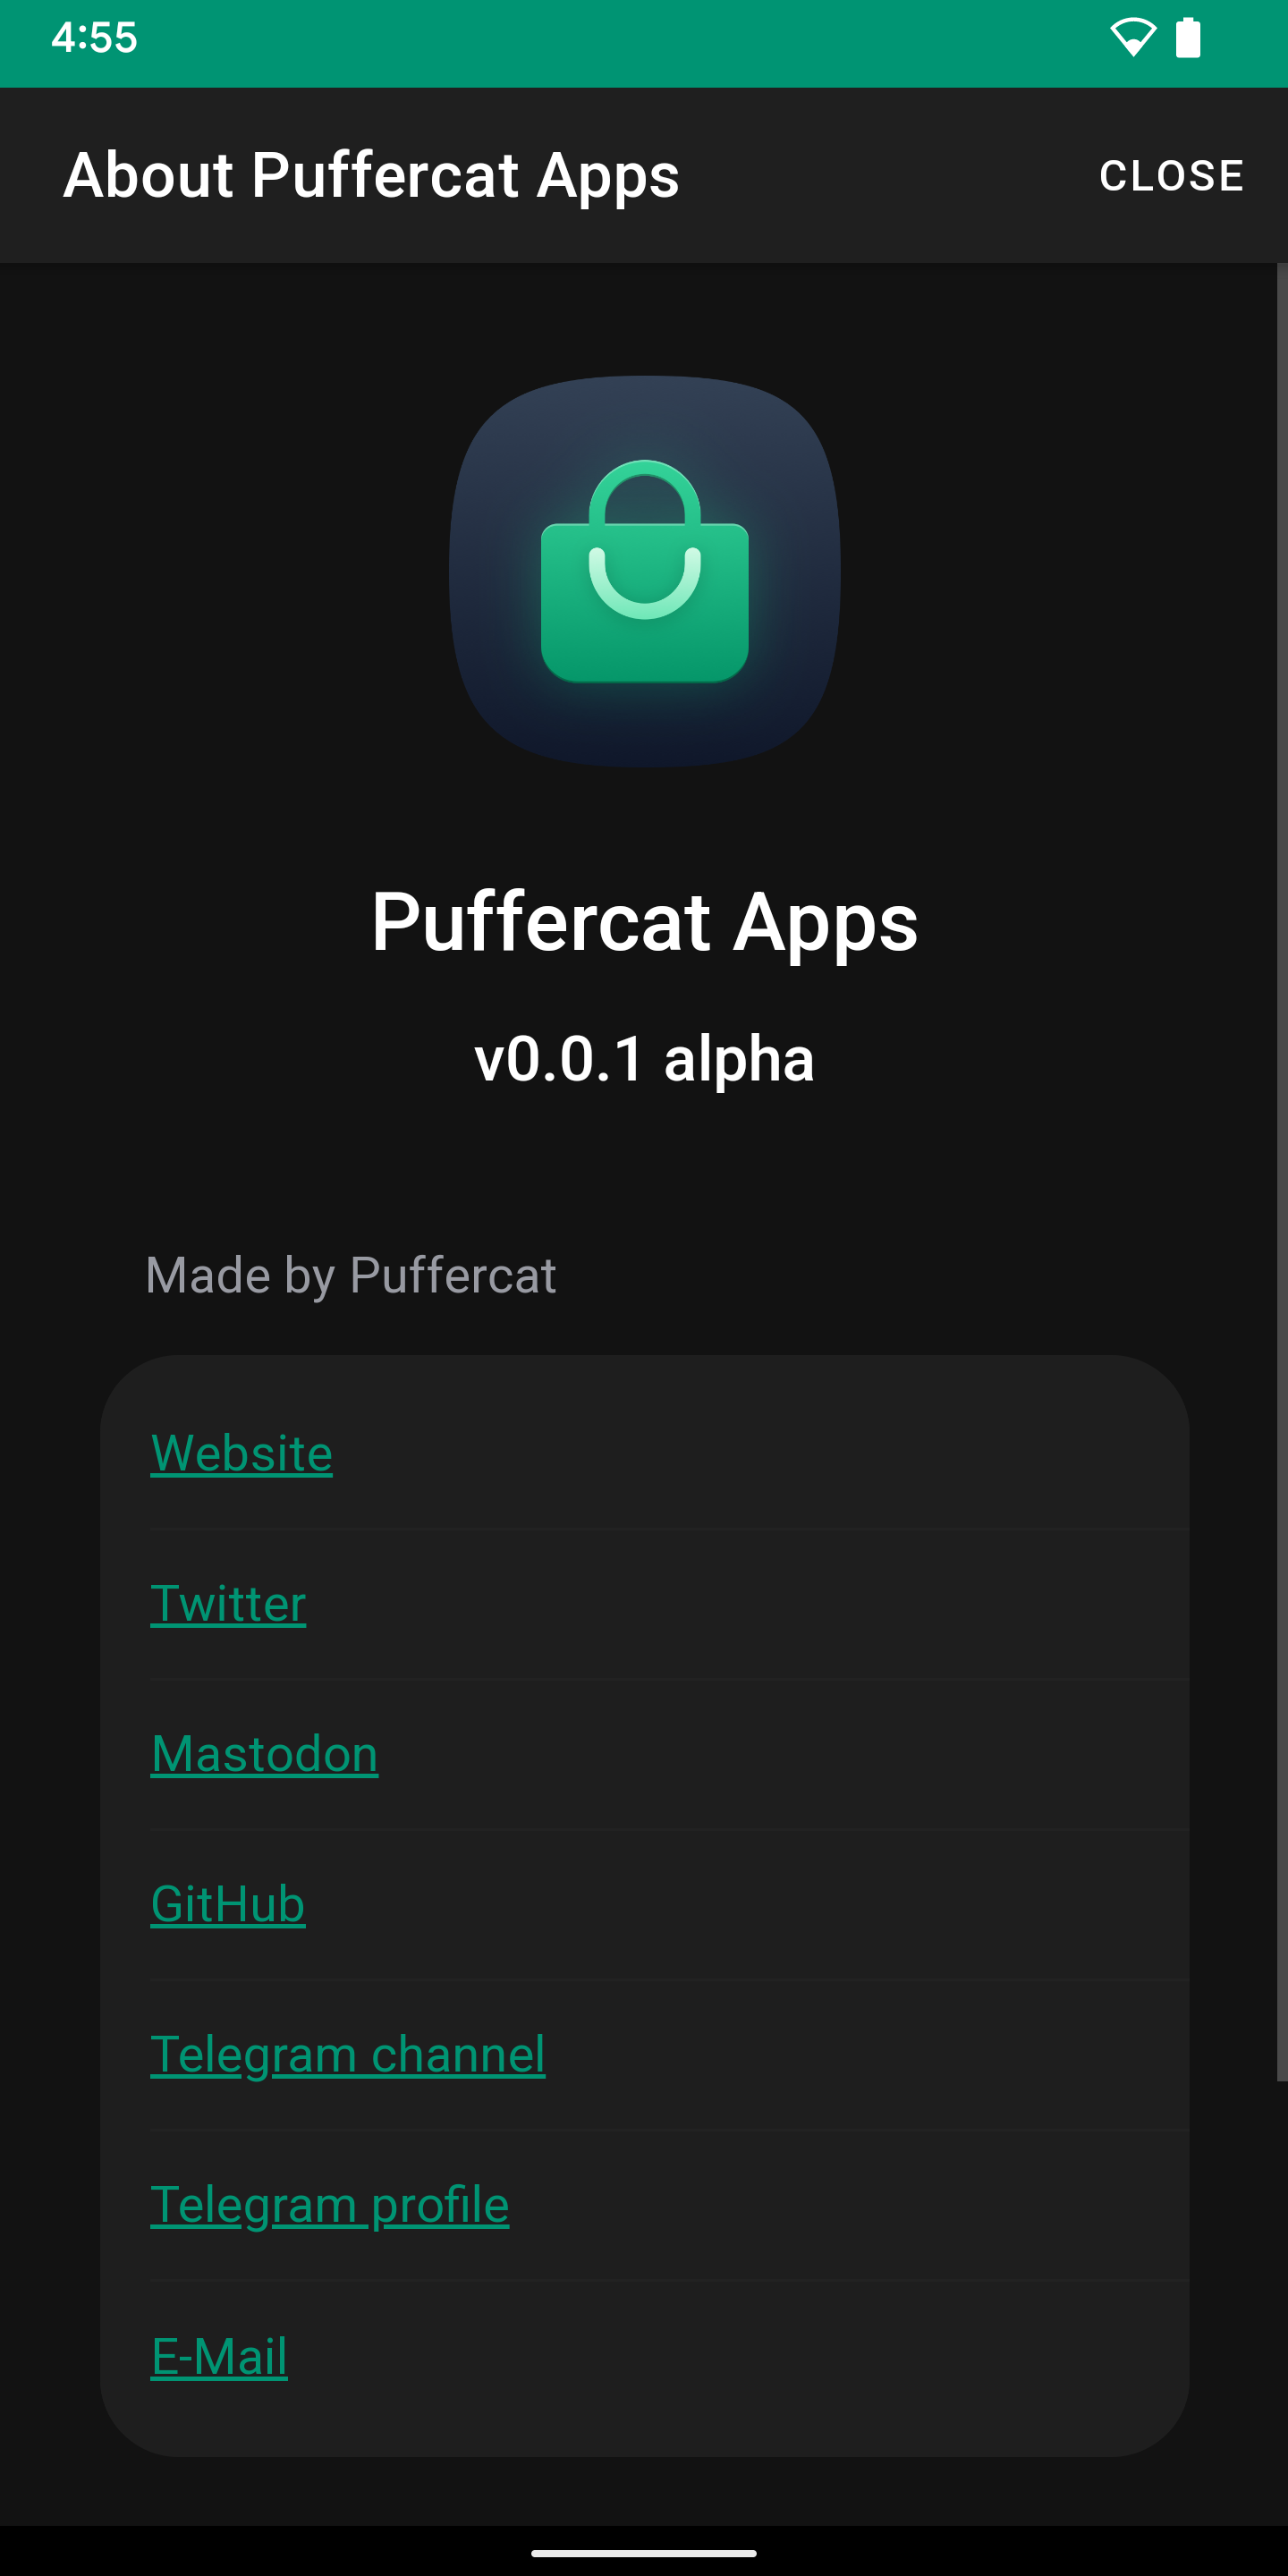 4:55
About Puffercat Apps
CLOSE
Puffercat Apps
v0.0.1 alpha
Made by Puffercat
Website
Twitter
Mastodon
GitHub
Telegram channel
Telegram profile
E-Mail